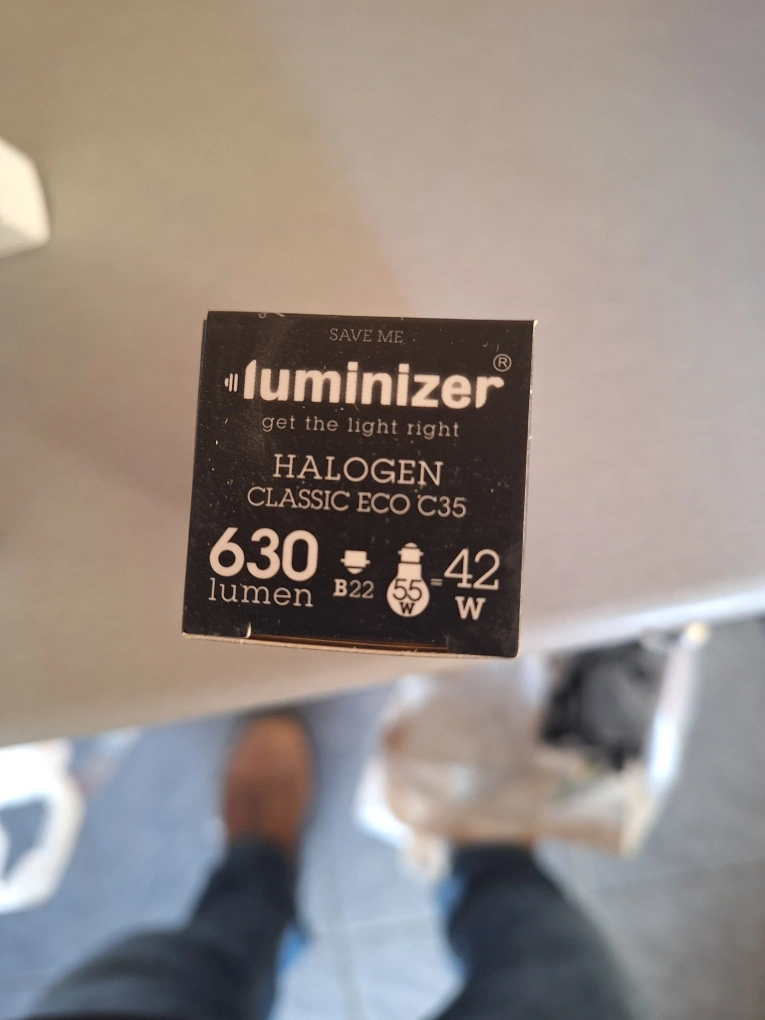 SAVE ME
luminizer®
get the light right
HALOGEN
CLASSIC ECO C35
630 lumen B22 55 W = 42 W